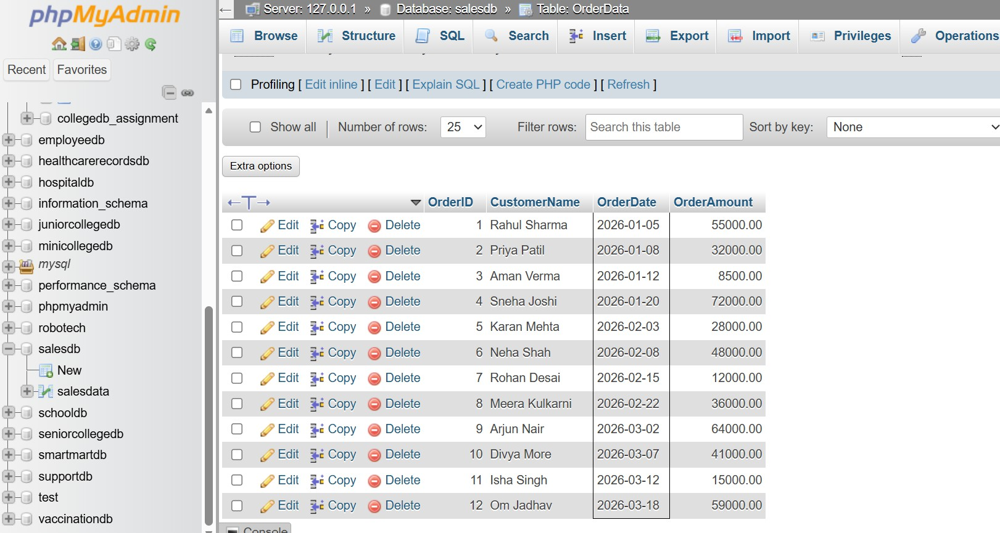 phpMyAdmin
Recent Favorites
collegedb_assignment
employeedb
healthcarerecordsdb
hospitaldb
information_schema
juniorcollegedb
minicollegedb
mysql
performance_schema
phpmyadmin
robotech
salesdb
New
salesdata
schooldb
seniorcollegedb
smartmartdb
supportdb
test
vaccinationdb
Server: 127.0.0.1 » Database: salesdb » Table: OrderData
Browse Structure SQL Search Insert Export Import Privileges Operations
Profiling [ Edit inline ] [ Edit ] [ Explain SQL ] [ Create PHP code ] [ Refresh ]
Show all | Number of rows: 25 Filter rows: Search this table Sort by key: None
Extra options
←T→ OrderID CustomerName OrderDate OrderAmount
Edit Copy Delete 1 Rahul Sharma 2026-01-05 55000.00
Edit Copy Delete 2 Priya Patil 2026-01-08 32000.00
Edit Copy Delete 3 Aman Verma 2026-01-12 8500.00
Edit Copy Delete 4 Sneha Joshi 2026-01-20 72000.00
Edit Copy Delete 5 Karan Mehta 2026-02-03 28000.00
Edit Copy Delete 6 Neha Shah 2026-02-08 48000.00
Edit Copy Delete 7 Rohan Desai 2026-02-15 12000.00
Edit Copy Delete 8 Meera Kulkarni 2026-02-22 36000.00
Edit Copy Delete 9 Arjun Nair 2026-03-02 64000.00
Edit Copy Delete 10 Divya More 2026-03-07 41000.00
Edit Copy Delete 11 Isha Singh 2026-03-12 15000.00
Edit Copy Delete 12 Om Jadhav 2026-03-18 59000.00
Console